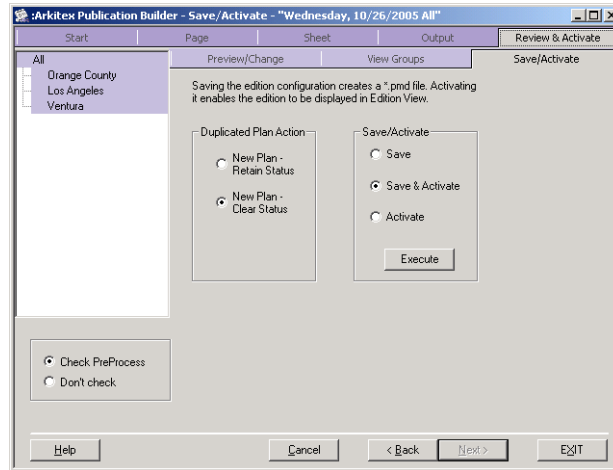 :Arkitex Publication Builder - Save/Activate - "Wednesday, 10/26/2005 All"
Start Page Sheet Output Review & Activate
All Preview/Change View Groups Save/Activate
Orange County
Los Angeles
Ventura
Saving the edition configuration creates a *.pmd file. Activating
it enables the edition to be displayed in Edition View.
Duplicated Plan Action
New Plan -
Retain Status
New Plan -
Clear Status
Save/Activate
Save
Save & Activate
Activate
Execute
Check PreProcess
Don't check
Help Cancel < Back Next > EXIT